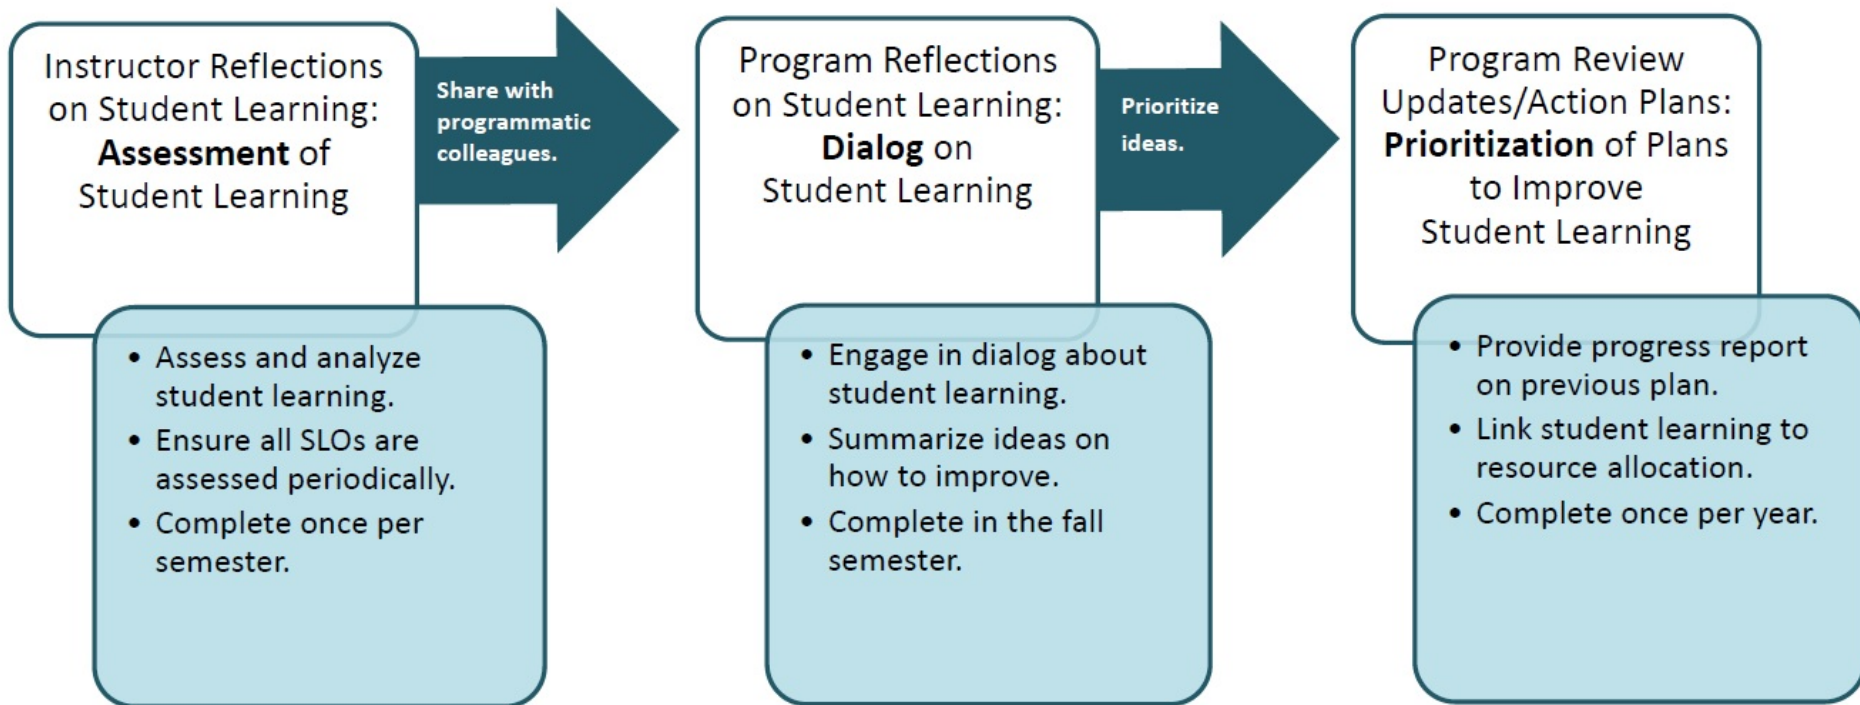 Instructor Reflections
on Student Learning:
Assessment of
Student Learning
• Assess and analyze
student learning.
• Ensure all SLOs are
assessed periodically.
• Complete once per
semester.
Share with
programmatic
colleagues.
Program Reflections
on Student Learning:
Dialog on
Student Learning
• Engage in dialog about
student learning.
• Summarize ideas on
how to improve.
• Complete in the fall
semester.
Prioritize
ideas.
Program Review
Updates/Action Plans:
Prioritization of Plans
to Improve
Student Learning
• Provide progress report
on previous plan.
• Link student learning to
resource allocation.
• Complete once per year.